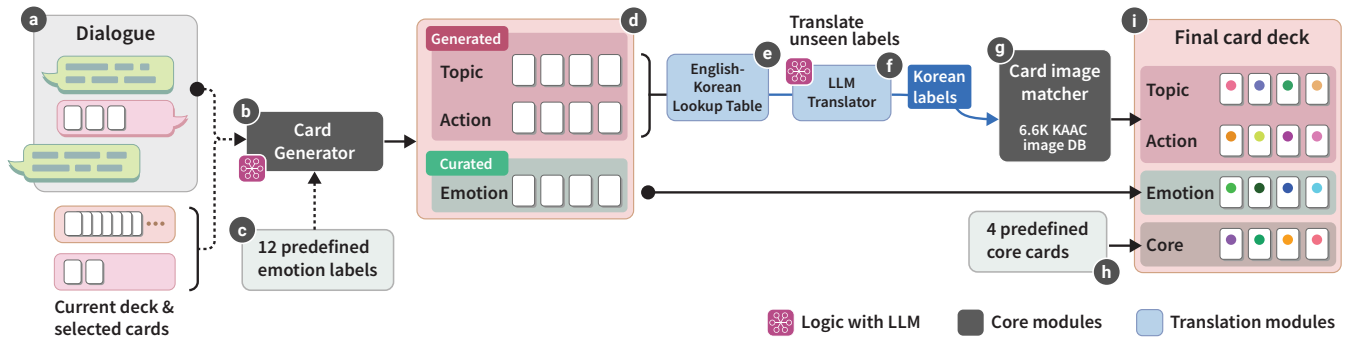 a
Dialogue
Current deck &
selected cards
b
Card
Generator
c
12 predefined
emotion labels
d
Generated
Topic
Action
Curated
Emotion
e
English-
Korean
Lookup Table
Translate
unseen labels
f
LLM
Translator
Korean
labels
g
Card image
matcher
6.6K KAAC
image DB
4 predefined
core cards
h
i
Final card deck
Topic
Action
Emotion
Core
Logic with LLM
Core modules
Translation modules